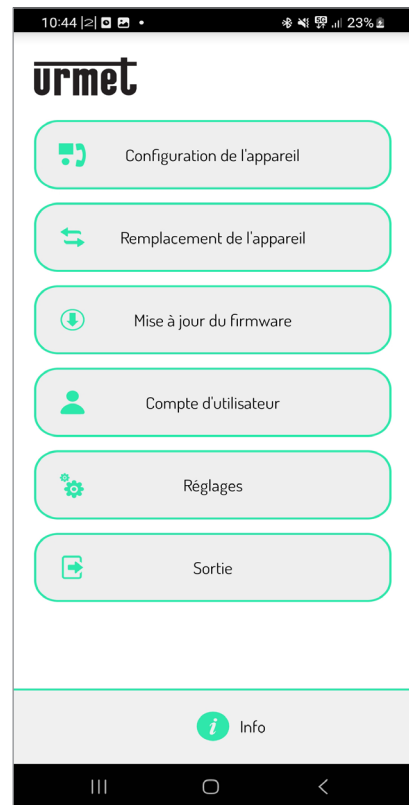 10:44
23%
urmet
Configuration de l'appareil
Remplacement de l'appareil
Mise à jour du firmware
Compte d'utilisateur
Réglages
Sortie
i Info